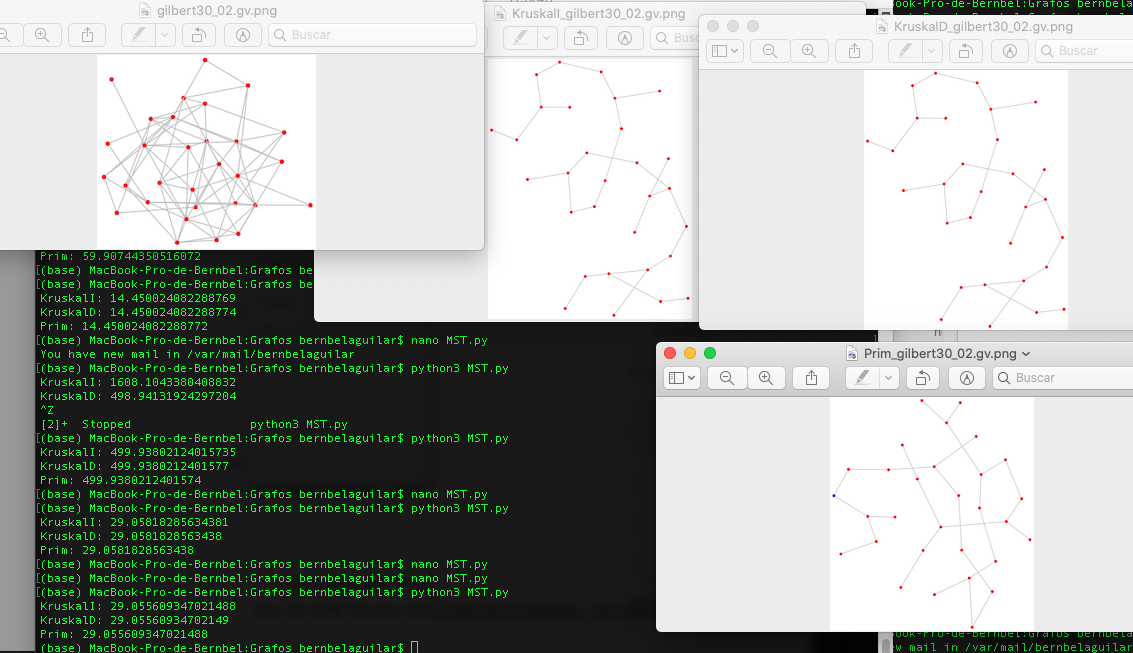 gilbert30_02.gv.png
Buscar
KruskalI_gilbert30_02.gv.png
Bus
KruskalD_gilbert30_02.gv.png
Buscar
Prim: 59.90744350516072
[(base) MacBook-Pro-de-Bernbel:Grafos be
[(base) MacBook-Pro-de-Bernbel:Grafos be
KruskalI: 14.450024082288769
KruskalD: 14.450024082288774
Prim: 14.450024082288772
[(base) MacBook-Pro-de-Bernbel:Grafos bernbelaguilar$ nano MST.py
You have new mail in /var/mail/bernbelaguilar
[(base) MacBook-Pro-de-Bernbel:Grafos bernbelaguilar$ python3 MST.py
KruskalI: 1608.1043380408832
KruskalD: 498.94131924297204
^Z
[2]+  Stopped                 python3 MST.py
[(base) MacBook-Pro-de-Bernbel:Grafos bernbelaguilar$ python3 MST.py
KruskalI: 499.93802124015735
KruskalD: 499.9380212401577
Prim: 499.9380212401574
[(base) MacBook-Pro-de-Bernbel:Grafos bernbelaguilar$ nano MST.py
[(base) MacBook-Pro-de-Bernbel:Grafos bernbelaguilar$ python3 MST.py
KruskalI: 29.05818285634381
KruskalD: 29.0581828563438
Prim: 29.0581828563438
[(base) MacBook-Pro-de-Bernbel:Grafos bernbelaguilar$ nano MST.py
[(base) MacBook-Pro-de-Bernbel:Grafos bernbelaguilar$ nano MST.py
[(base) MacBook-Pro-de-Bernbel:Grafos bernbelaguilar$ python3 MST.py
KruskalI: 29.055609347021488
KruskalD: 29.05560934702149
Prim: 29.055609347021488
(base) MacBook-Pro-de-Bernbel:Grafos bernbelaguilar$
Prim_gilbert30_02.gv.png
Buscar
ook-Pro-de-Bernbel:Grafos be
ook-Pro-de-Bernbel:Grafos bernbe
ew mail in /var/mail/bernbelaguilar